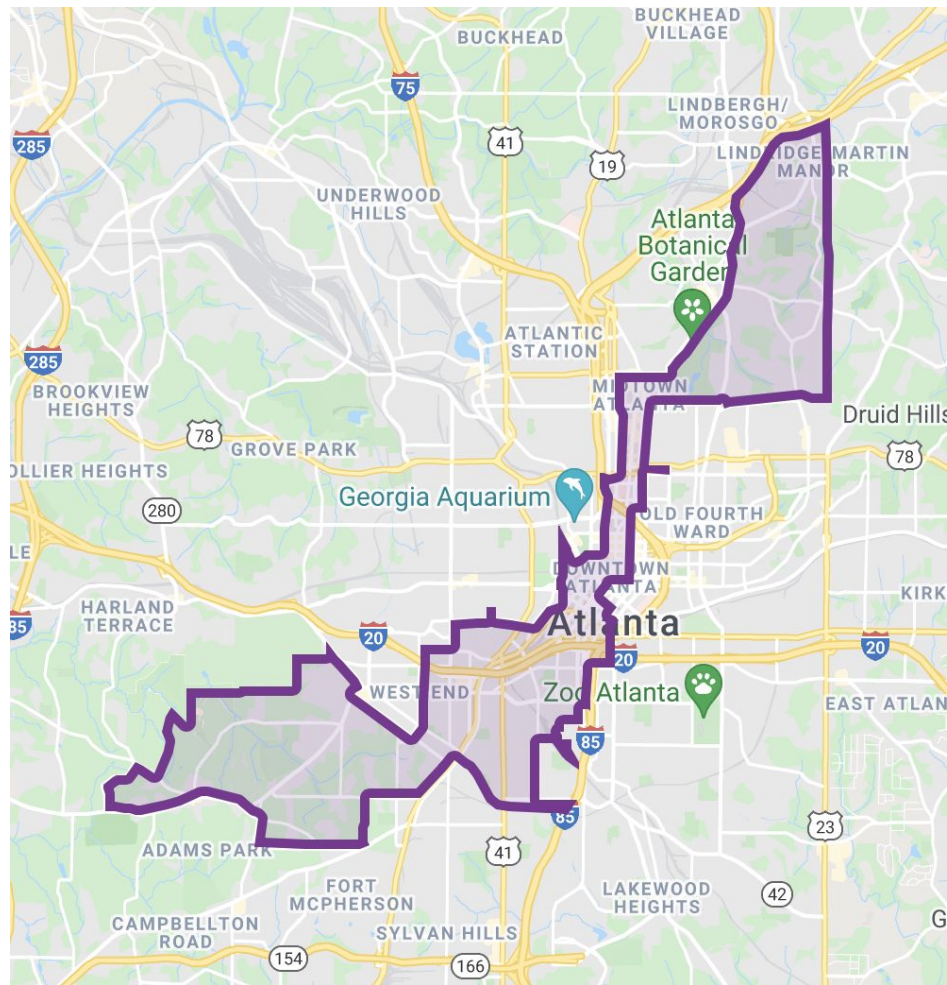 BUCKHEAD
VILLAGE
BUCKHEAD
75
LINDBERGH/
MOROSGO
285
41
19
LINDRIDGE-MARTIN
MANOR
UNDERWOOD
HILLS
Atlanta
Botanical
Garden
ATLANTIC
STATION
285
BROOKVIEW
HEIGHTS
MIDTOWN
ATLANTA
Druid Hills
78
GROVE PARK
78
OLLIER HEIGHTS
Georgia Aquarium
280
OLD FOURTH
WARD
DOWNTOWN
ATLANTA
LE
KIRK
HARLAND
TERRACE
85
20
Atlanta
20
20
WEST END
Zoo Atlanta
EAST ATLAN
85
85
23
ADAMS PARK
41
FORT
MCPHERSON
LAKEWOOD
HEIGHTS
42
CAMPBELLTON
ROAD
SYLVAN HILLS
G
154
166